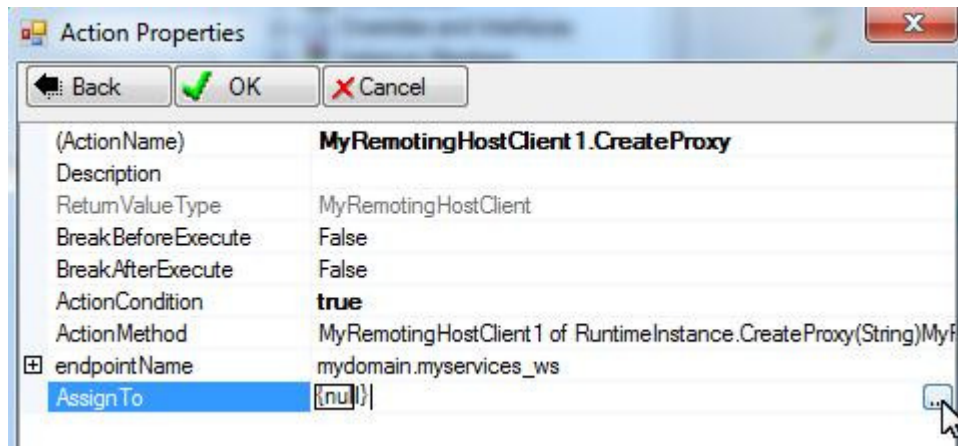 Action Properties
Back OK Cancel
(ActionName) MyRemotingHostClient1.CreateProxy
Description
ReturnValueType MyRemotingHostClient
BreakBeforeExecute False
BreakAfterExecute False
ActionCondition true
ActionMethod MyRemotingHostClient1 of RuntimeInstance.CreateProxy(String)MyR
endpointName mydomain.myservices_ws
AssignTo {null} ...